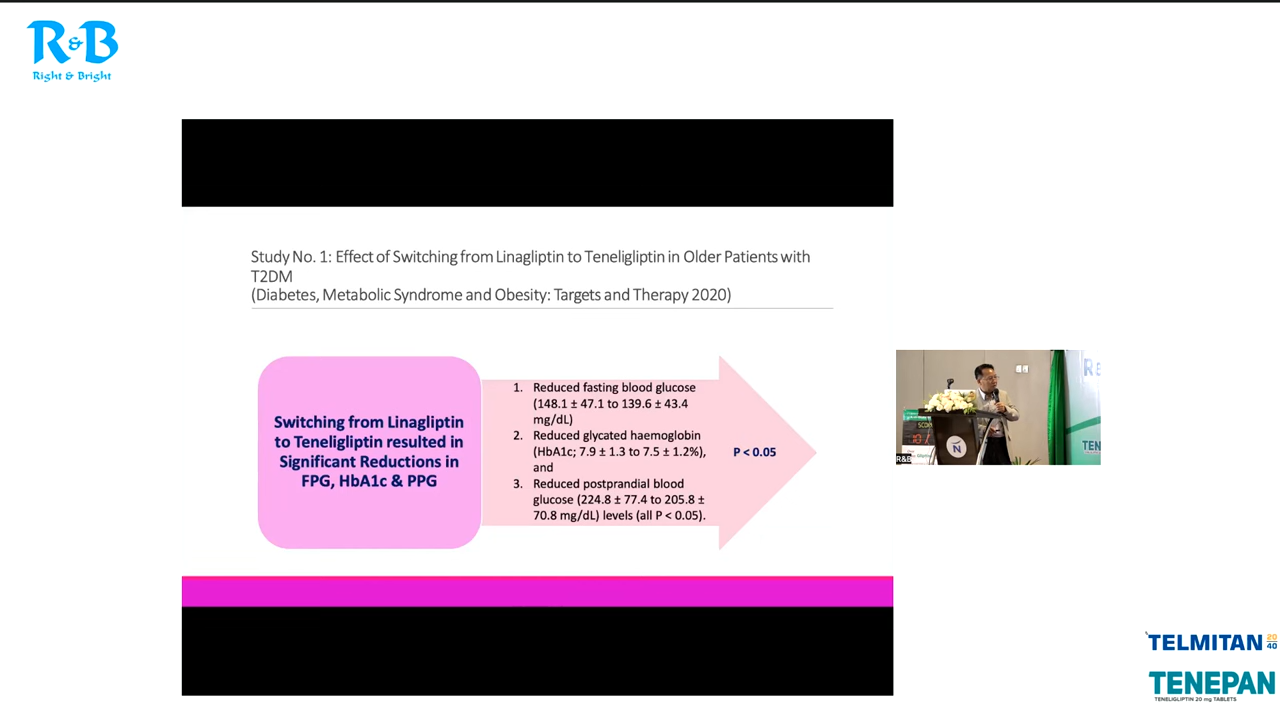 R&B
Right & Bright
Study No. 1: Effect of Switching from Linagliptin to Teneligliptin in Older Patients with
T2DM
(Diabetes, Metabolic Syndrome and Obesity: Targets and Therapy 2020)
Switching from Linagliptin
to Teneligliptin resulted in
Significant Reductions in
FPG, HbA1c & PPG
1. Reduced fasting blood glucose
(148.1 ± 47.1 to 139.6 ± 43.4
mg/dL)
2. Reduced glycated haemoglobin
(HbA1c; 7.9 ± 1.3 to 7.5 ± 1.2%),
and
3. Reduced postprandial blood
glucose (224.8 ± 77.4 to 205.8 ±
70.8 mg/dL) levels (all P < 0.05).
P < 0.05
R&B
TELMITAN 20
40
TENEPAN
TENELIGLIPTIN 20 mg TABLETS